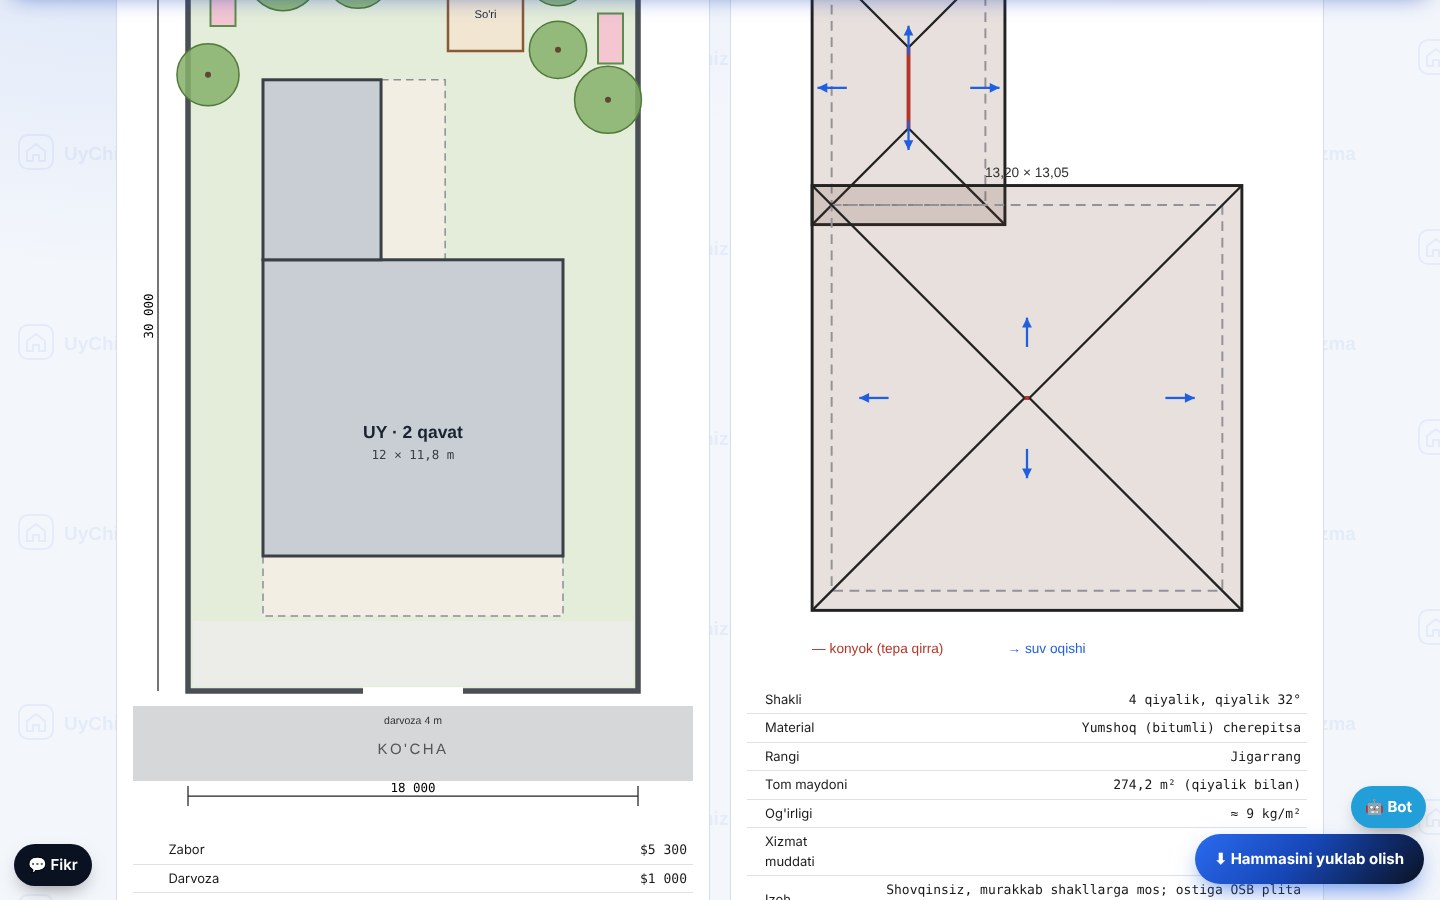 So'ri
30 000
UY · 2 qavat
12 × 11,8 m
darvoza 4 m
KO'CHA
18 000
Zabor $5 300
Darvoza $1 000
13,20 × 13,05
— konyok (tepa qirra) → suv oqishi
Shakli 4 qiyalik, qiyalik 32°
Material Yumshoq (bitumli) cherepitsa
Rangi Jigarrang
Tom maydoni 274,2 m² (qiyalik bilan)
Og'irligi ≈ 9 kg/m²
Xizmat
muddati
Shovqinsiz, murakkab shakllarga mos; ostiga OSB plita
Izoh
💬 Fikr
🤖 Bot
⬇ Hammasini yuklab olish